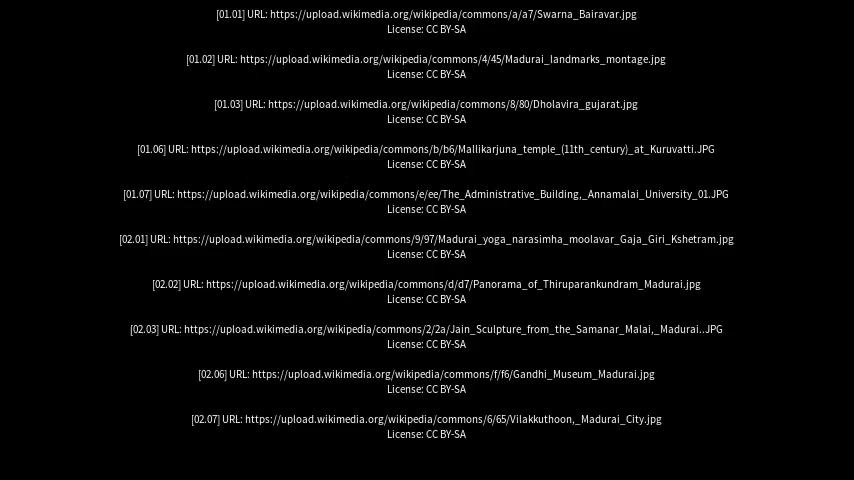 [01.01] URL: https://upload.wikimedia.org/wikipedia/commons/a/a7/Swarna_Bairavar.jpg
License: CC BY-SA
[01.02] URL: https://upload.wikimedia.org/wikipedia/commons/4/45/Madurai_landmarks_montage.jpg
License: CC BY-SA
[01.03] URL: https://upload.wikimedia.org/wikipedia/commons/8/80/Dholavira_gujarat.jpg
License: CC BY-SA
[01.06] URL: https://upload.wikimedia.org/wikipedia/commons/b/b6/Mallikarjuna_temple_(11th_century)_at_Kuruvatti.JPG
License: CC BY-SA
[01.07] URL: https://upload.wikimedia.org/wikipedia/commons/e/ee/The_Administrative_Building,_Annamalai_University_01.JPG
License: CC BY-SA
[02.01] URL: https://upload.wikimedia.org/wikipedia/commons/9/97/Madurai_yoga_narasimha_moolavar_Gaja_Giri_Kshetram.jpg
License: CC BY-SA
[02.02] URL: https://upload.wikimedia.org/wikipedia/commons/d/d7/Panorama_of_Thiruparankundram_Madurai.jpg
License: CC BY-SA
[02.03] URL: https://upload.wikimedia.org/wikipedia/commons/2/2a/Jain_Sculpture_from_the_Samanar_Malai,_Madurai..JPG
License: CC BY-SA
[02.06] URL: https://upload.wikimedia.org/wikipedia/commons/f/f6/Gandhi_Museum_Madurai.jpg
License: CC BY-SA
[02.07] URL: https://upload.wikimedia.org/wikipedia/commons/6/65/Vilakkuthoon,_Madurai_City.jpg
License: CC BY-SA